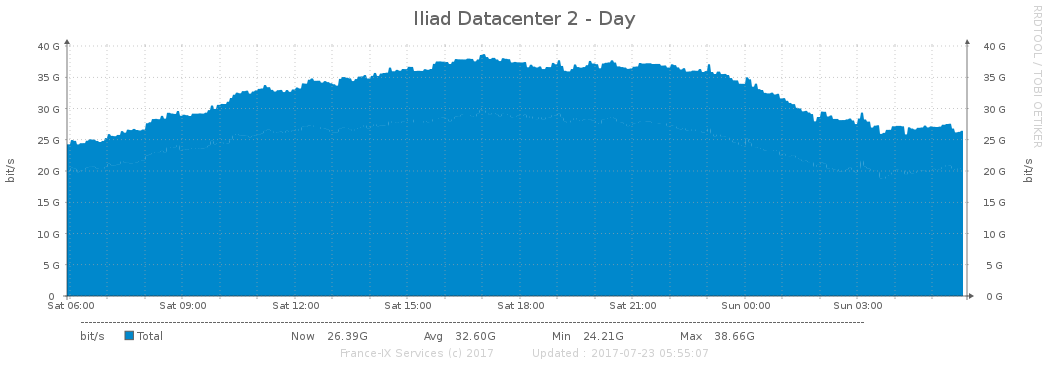 Iliad Datacenter 2 - Day
RRDTOOL / TOBI OETIKER
40 G 40 G
35 G 35 G
30 G 30 G
25 G 25 G
20 G 20 G
15 G 15 G
10 G 10 G
5 G 5 G
0 0 G
bit/s bit/s
Sat 06:00 Sat 09:00 Sat 12:00 Sat 15:00 Sat 18:00 Sat 21:00 Sun 00:00 Sun 03:00
bit/s Total Now 26.39G Avg 32.60G Min 24.21G Max 38.66G
France-IX Services (c) 2017 Updated : 2017-07-23 05:55:07